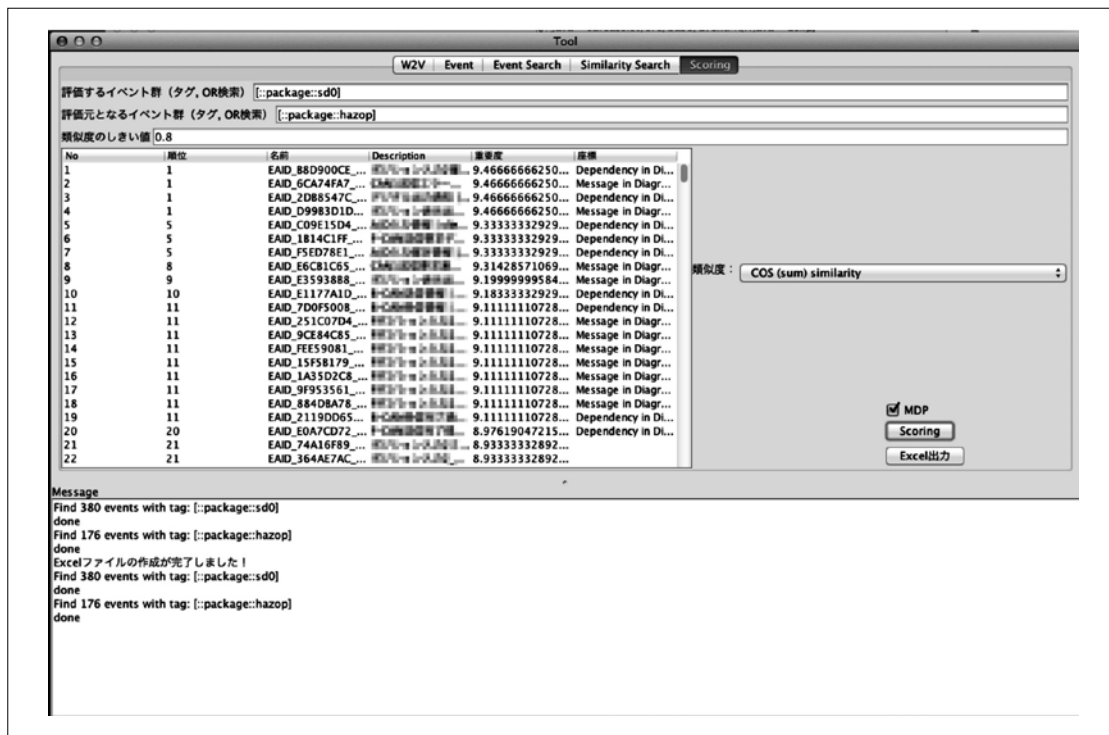 Tool
W2V Event Event Search Similarity Search Scoring
評価するイベント群（タグ, OR検索） [::package::sd0]
評価元となるイベント群（タグ, OR検索） [::package::hazop]
類似度のしきい値 0.8
No 順位 名前 Description 重要度 座標
1 1 EAID_B8D900CE_... 9.46666666250... Dependency in Di...
2 1 EAID_6CA74FA7_... 9.46666666250... Message in Diagr...
3 1 EAID_2DB8547C_... 9.46666666250... Dependency in Di...
4 1 EAID_D9983D1D... 9.46666666250... Message in Diagr...
5 5 EAID_C09E15D4_... 9.33333332929... Dependency in Di...
6 5 EAID_1814C1FF_... 9.33333332929... Dependency in Di...
7 5 EAID_F5ED78E1_... 9.33333332929... Dependency in Di...
8 8 EAID_E6CB1C65_... 9.31428571069... Message in Diagr...
9 9 EAID_E3593888_... 9.19999999584... Message in Diagr...
10 10 EAID_E1177A1D_... 9.18333332929... Dependency in Di...
11 11 EAID_7D0F5008_... 9.11111110728... Dependency in Di...
12 11 EAID_251C07D4_... 9.11111110728... Message in Diagr...
13 11 EAID_9CE84C85_... 9.11111110728... Message in Diagr...
14 11 EAID_FEE59081_... 9.11111110728... Message in Diagr...
15 11 EAID_15F5B179_... 9.11111110728... Message in Diagr...
16 11 EAID_1A35D2C8_... 9.11111110728... Message in Diagr...
17 11 EAID_9F953561_... 9.11111110728... Message in Diagr...
18 11 EAID_884DBA78_... 9.11111110728... Message in Diagr...
19 11 EAID_2119DD65... 9.11111110728... Dependency in Di...
20 20 EAID_E0A7CD72_... 8.97619047215... Dependency in Di...
21 21 EAID_74A16F89_... 8.93333332892...
22 21 EAID_364AE7AC_... 8.93333332892...
類似度： COS (sum) similarity
MDP
Scoring
Excel出力
Message
Find 380 events with tag: [::package::sd0]
done
Find 176 events with tag: [::package::hazop]
done
Excelファイルの作成が完了しました！
Find 380 events with tag: [::package::sd0]
done
Find 176 events with tag: [::package::hazop]
done